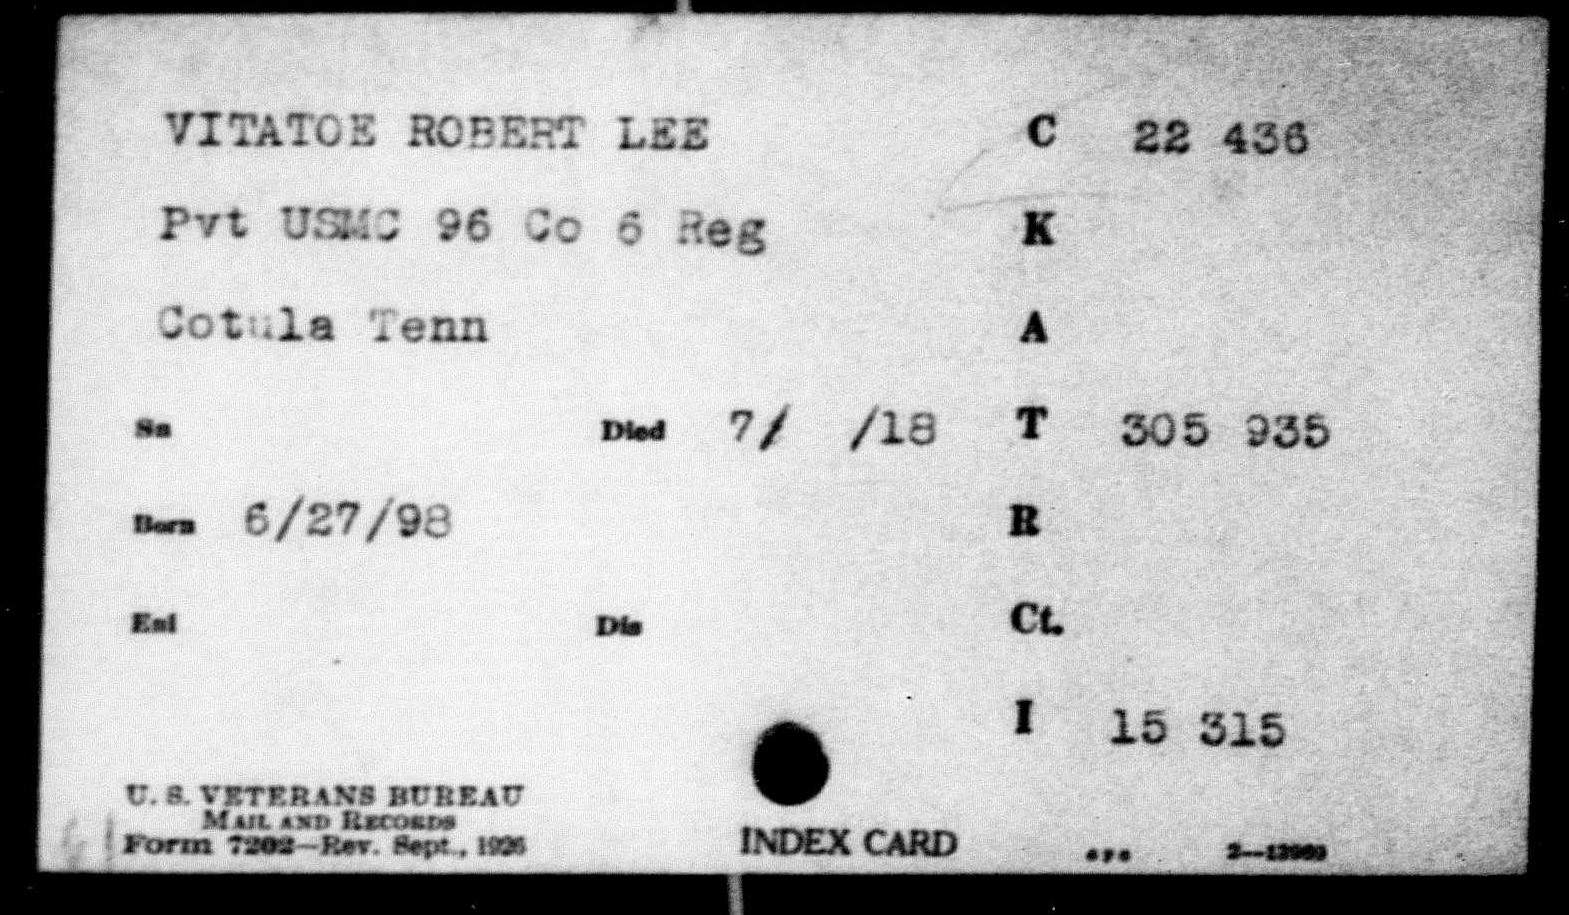 VITATOE ROBERT LEE C 22 436
Pvt USMC 96 Co 6 Reg K
Cotula Tenn A
Sn Died 7/ /18 T 305 935
Born 6/27/98 R
Enl Dis Ct.
I 15 315
U. S. VETERANS BUREAU
MAIL AND RECORDS
Form 7202—Rev. Sept., 1926
INDEX CARD